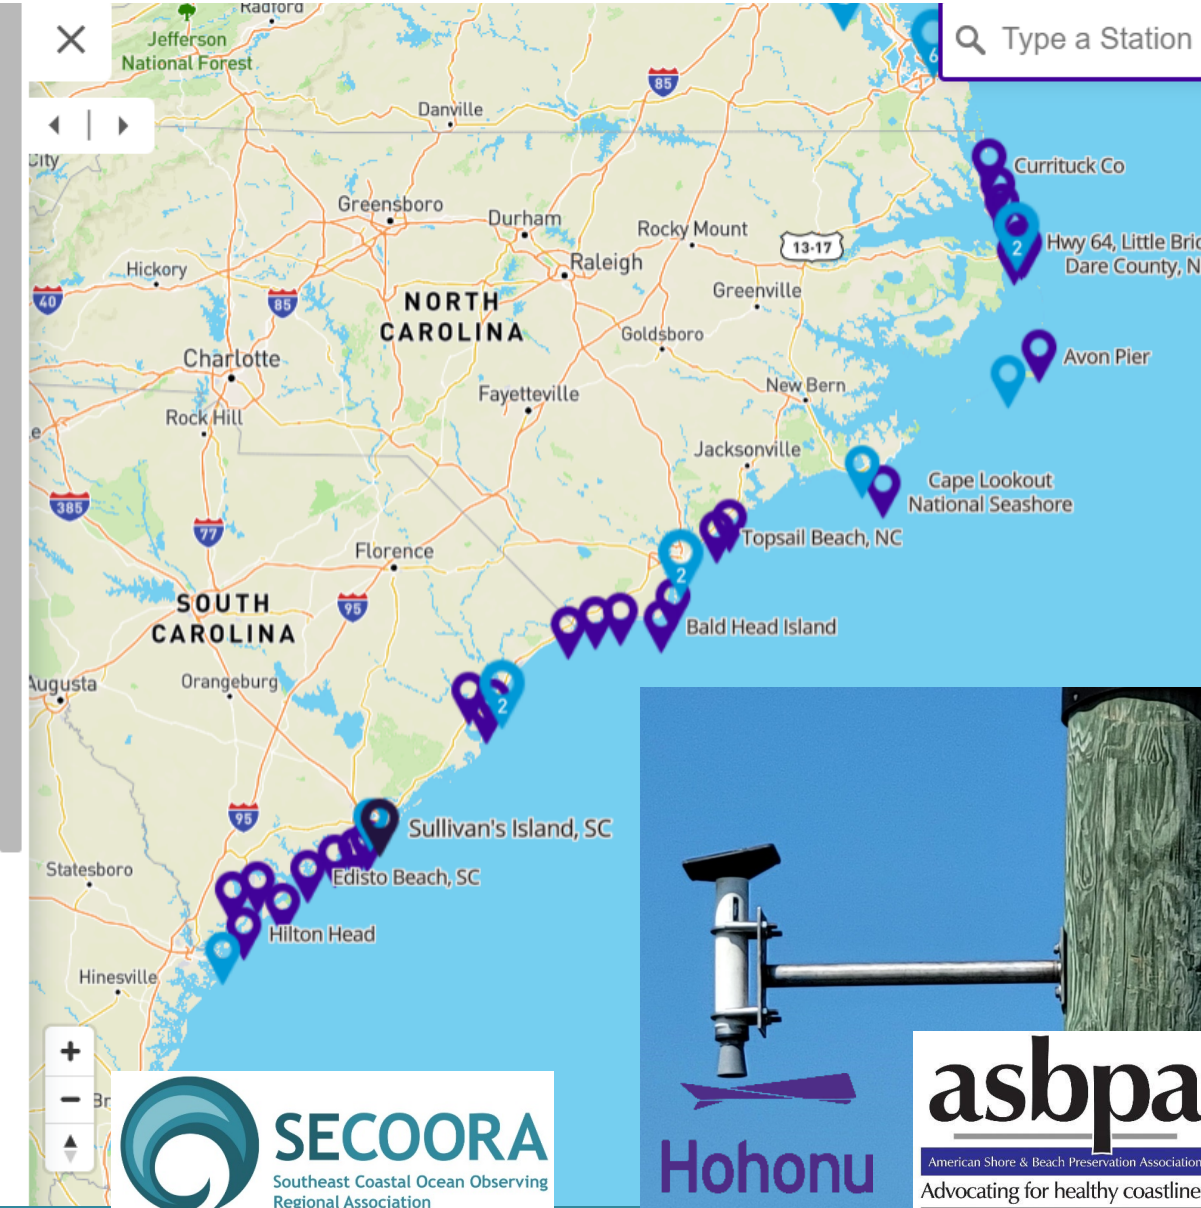 Radford
Jefferson
National Forest
Type a Station
6
85
Danville
City
Currituck Co
Greensboro
Durham
Rocky Mount
13-17
2
Hwy 64, Little
Dare County,
Raleigh
Hickory
40
85
NORTH
CAROLINA
Greenville
Goldsboro
Charlotte
Avon Pier
Fayetteville
New Bern
Rock Hill
Jacksonville
Cape Lookout
National Seashore
385
77
Topsail Beach, NC
Florence
2
SOUTH
CAROLINA
95
Bald Head Island
Augusta
Orangeburg
2
95
Sullivan's Island, SC
Statesboro
Edisto Beach, SC
Hilton Head
Hinesville
+
−
Br
SECOORA
Southeast Coastal Ocean Observing
Regional Association
Hohonu
asbpa
American Shore & Beach Preservation Association
Advocating for healthy coastline